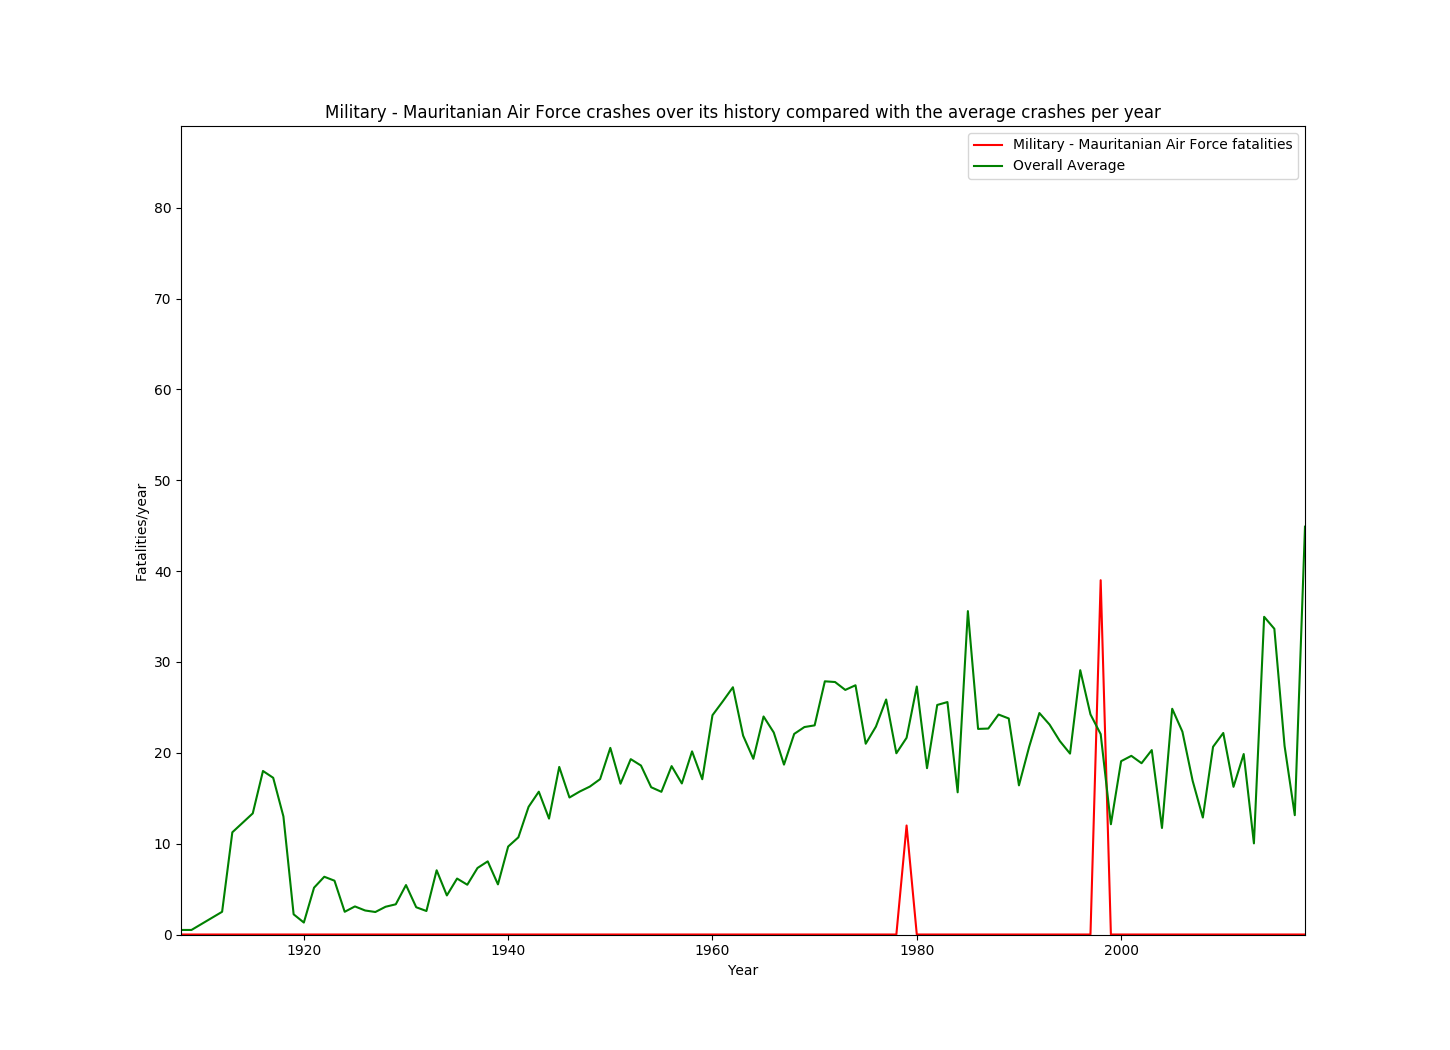 Military - Mauritanian Air Force crashes over its history compared with the average crashes per year
Military - Mauritanian Air Force fatalities
Overall Average
80
70
60
50
40
30
20
10
0
Fatalities/year
1920
1940
1960
1980
2000
Year